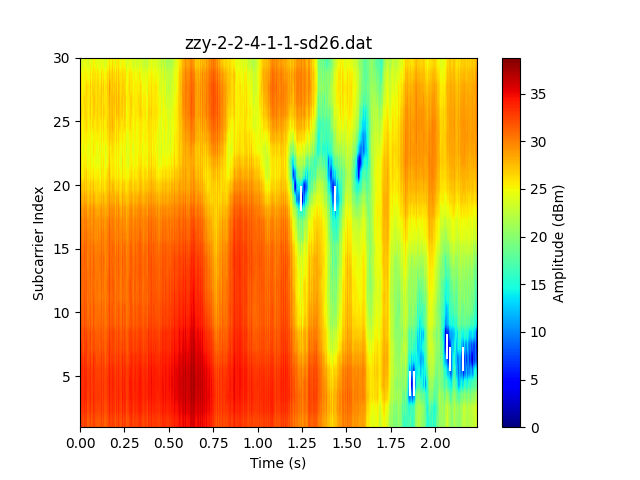 zzy-2-2-4-1-1-sd26.dat
30
25
20
15
10
5
Subcarrier Index
0.00 0.25 0.50 0.75 1.00 1.25 1.50 1.75 2.00
Time (s)
35
30
25
20
15
10
5
0
Amplitude (dBm)